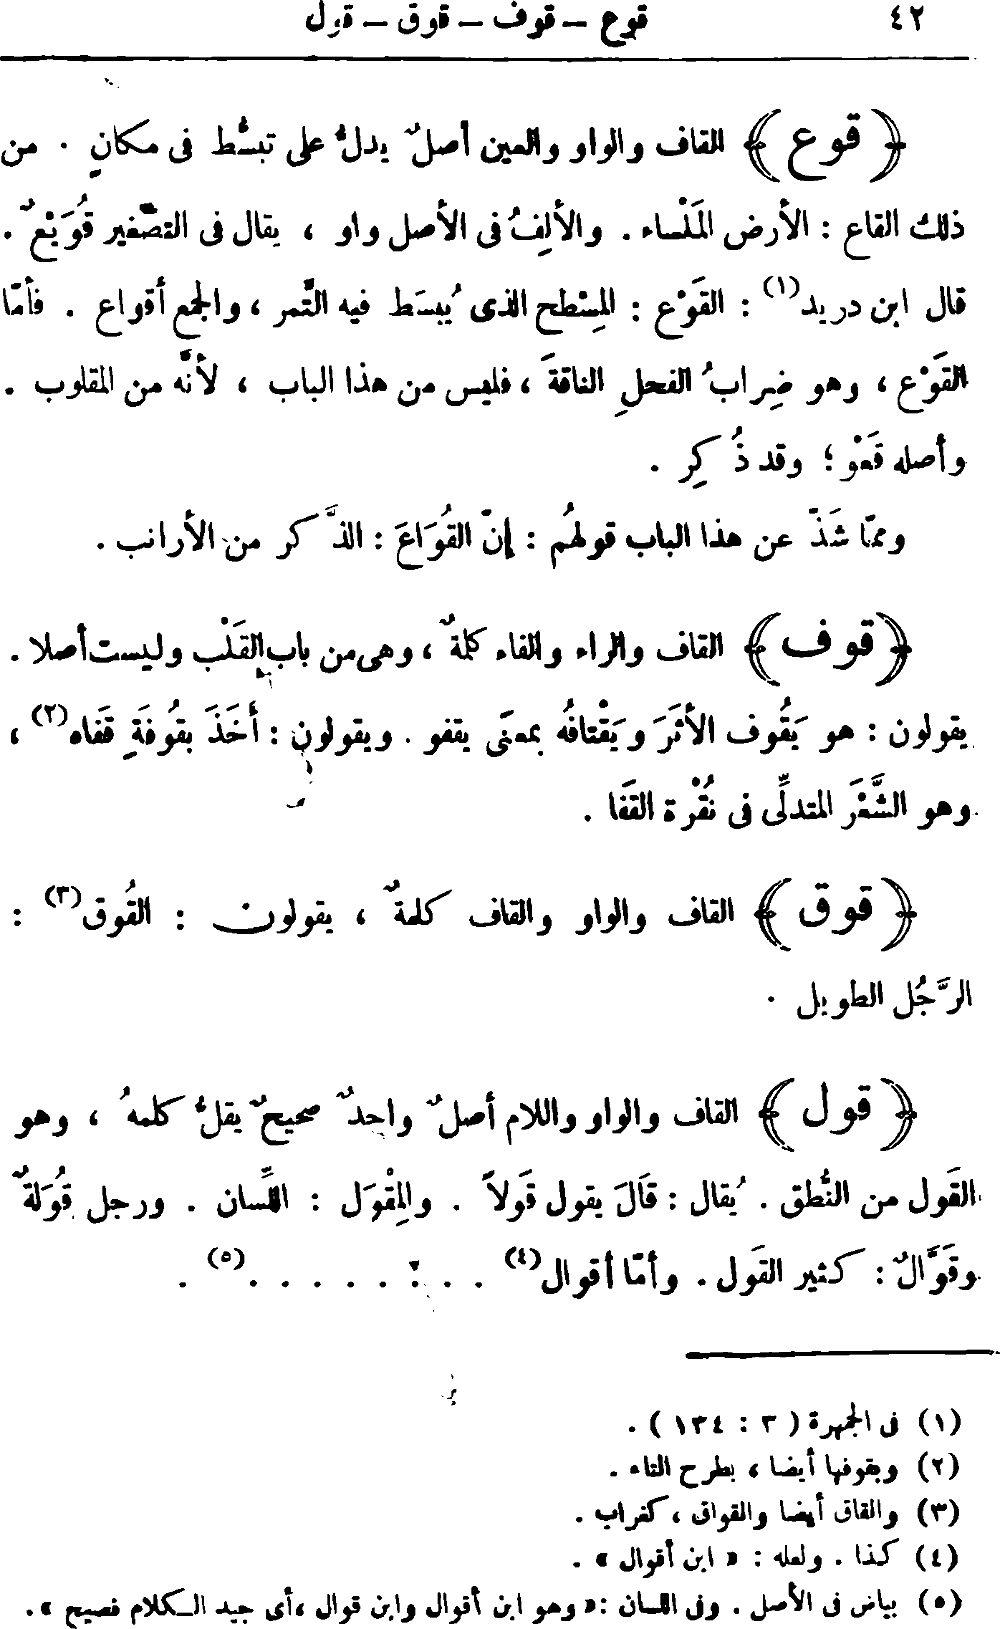 ٤٢ قوع – قوف – قوق – قول
﴿ قوع ﴾ القاف والواو والعين أصلٌ يدلُّ على تبسُّط فى مكانٍ . من
ذلك القاع : الأرض المَلْساء . والألِفُ فى الأصل واو ، يقال فى التصّغير قُوَيْعٌ .
قال ابن دريد(١) : القَوْع : المِسْطح الذى يُبسَط فيه التَّمر ، والجمع أقواع . فأمّا
القَوْع ، وهو ضِرابُ الفحلِ الناقةَ ، فليس من هذا الباب ، لأنَّه من المقلوب .
وأصله قَعْو ؛ وقد ذُكِر .
وممّا شَذّ عن هذا الباب قولهُم : إنّ القُوَاعَ : الذَّكر من الأرانب .
﴿ قوف ﴾ القاف والراء والفاء كلمةٌ ، وهى من باب القَلْب وليست أصلا .
يقولون : هو يَقُوف الأثَرَ ويَقْتافُه بمعنَى يقفو . ويقولون : أخَذَ بقُوفَةِ قَفاه(٢) ،
وهو الشَّعْرَ المتدلِّى فى نُقْرة القَفا .
﴿ قوق ﴾ القاف والواو والقاف كلمةٌ ، يقولون : القُوق(٣) :
الرَّجُل الطويل .
﴿ قول ﴾ القاف والواو واللام أصلٌ واحدٌ صحيحٌ يقلُّ كلمهُ ، وهو
القَول من النُّطق . يُقال : قَالَ يقول قَولاً . والمِقْوَل : اللِّسان . ورجل قُوَلةٌ
وقَوَّالٌ : كثير القَول . وأمّا أقوال(٤) . . . . . . . . .(٥) .
(١) فى الجمهرة ( ٣ : ١٣٤ ) .
(٢) وبقوفها أيضا ، بطرح التاء .
(٣) والقاق أيضا والقواق ، كغراب .
(٤) كذا . ولعله : « ابن أقوال » .
(٥) بياض فى الأصل . وفى اللسان : « وهو ابن أقوال وابن قوال ، أى جيد الكلام فصيح » .